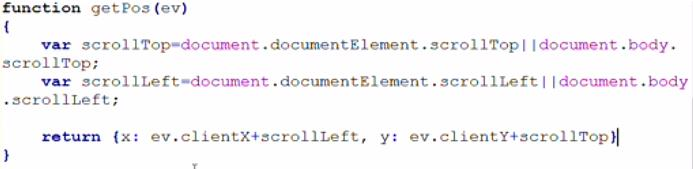 function getPos(ev)
{
    var scrollTop=document.documentElement.scrollTop||document.body.
scrollTop;
    var scrollLeft=document.documentElement.scrollLeft||document.body
.scrollLeft;
    return {x: ev.clientX+scrollLeft, y: ev.clientY+scrollTop}
}